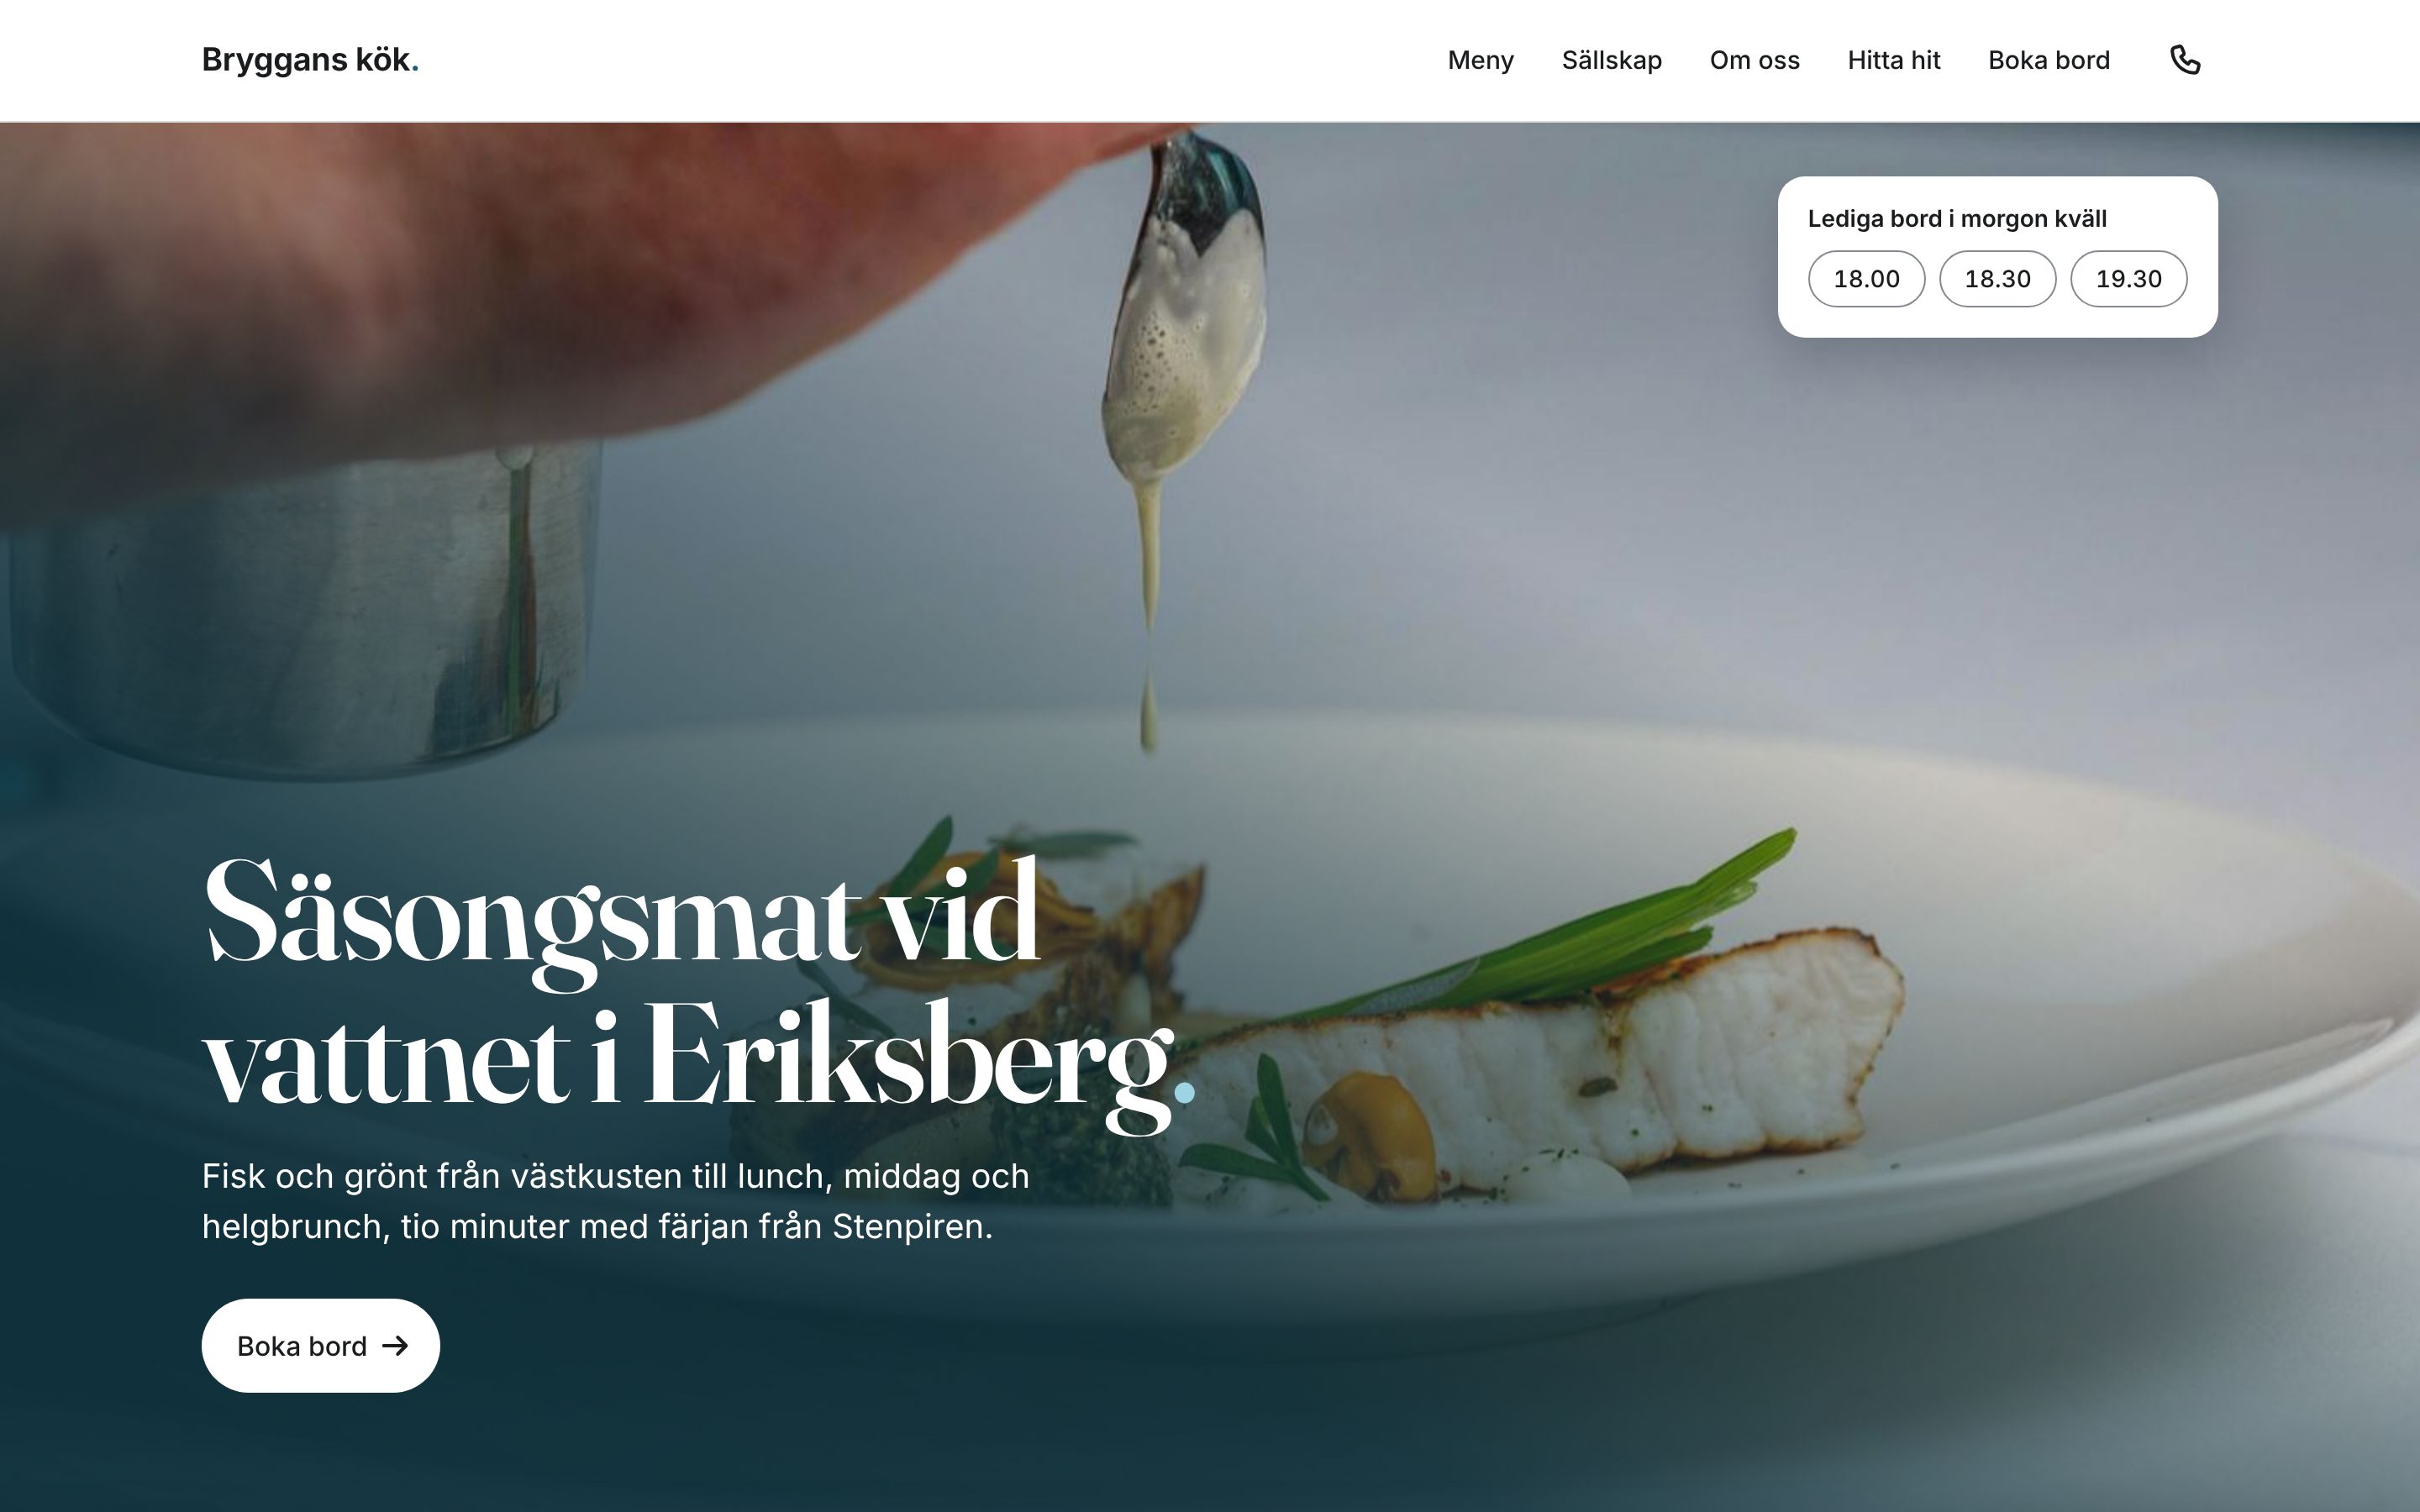 Bryggans kök.
Meny
Sällskap
Om oss
Hitta hit
Boka bord
Lediga bord i morgon kväll
18.00
18.30
19.30
Säsongsmat vid
vattnet i Eriksberg.
Fisk och grönt från västkusten till lunch, middag och
helgbrunch, tio minuter med färjan från Stenpiren.
Boka bord